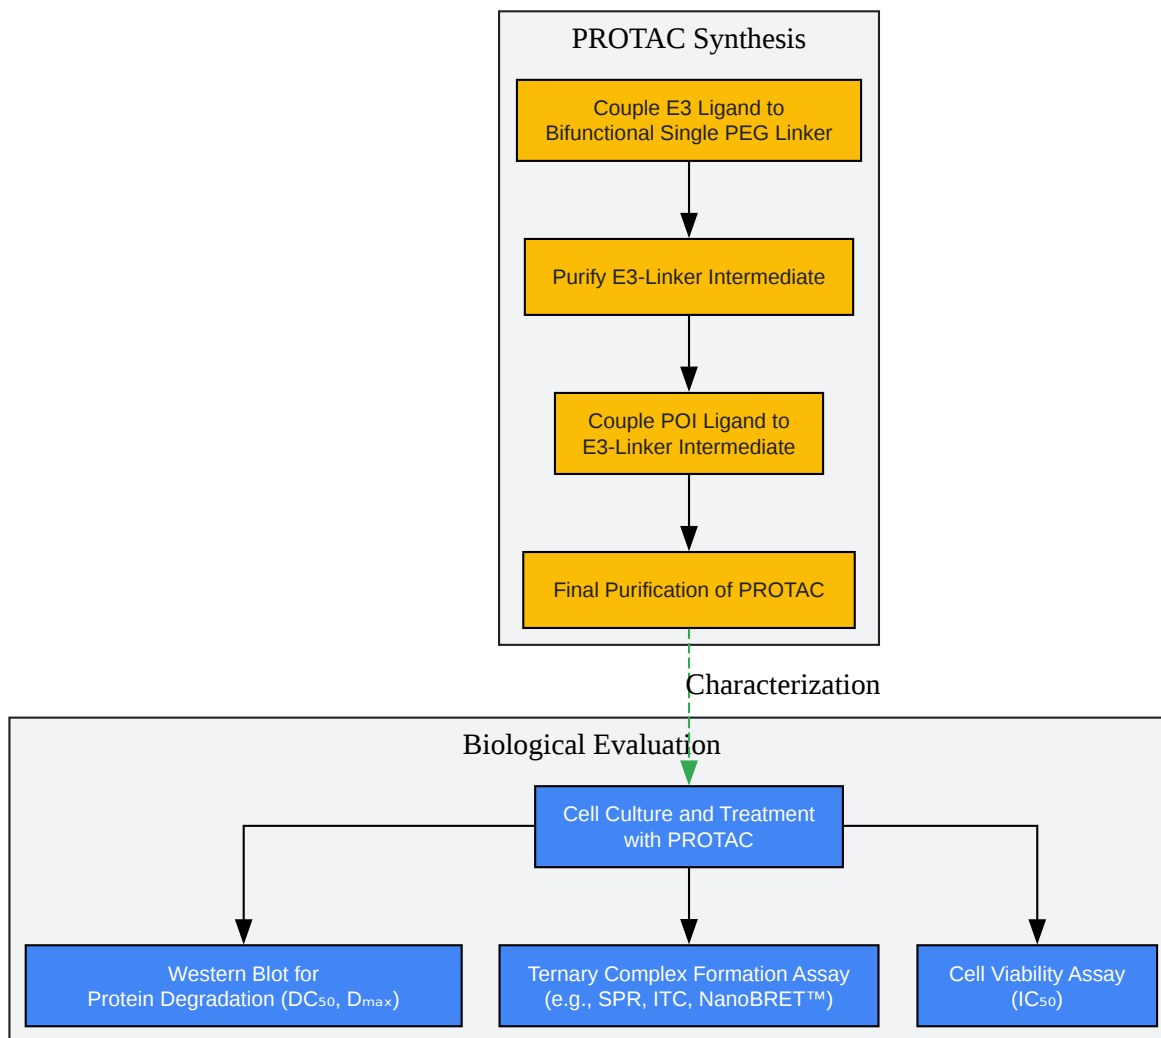 PROTAC Synthesis
Couple E3 Ligand to
Bifunctional Single PEG Linker
Purify E3-Linker Intermediate
Couple POI Ligand to
E3-Linker Intermediate
Final Purification of PROTAC
Characterization
Biological Evaluation
Cell Culture and Treatment
with PROTAC
Western Blot for
Protein Degradation (DC₅₀, Dₘₐₓ)
Ternary Complex Formation Assay
(e.g., SPR, ITC, NanoBRET™)
Cell Viability Assay
(IC₅₀)